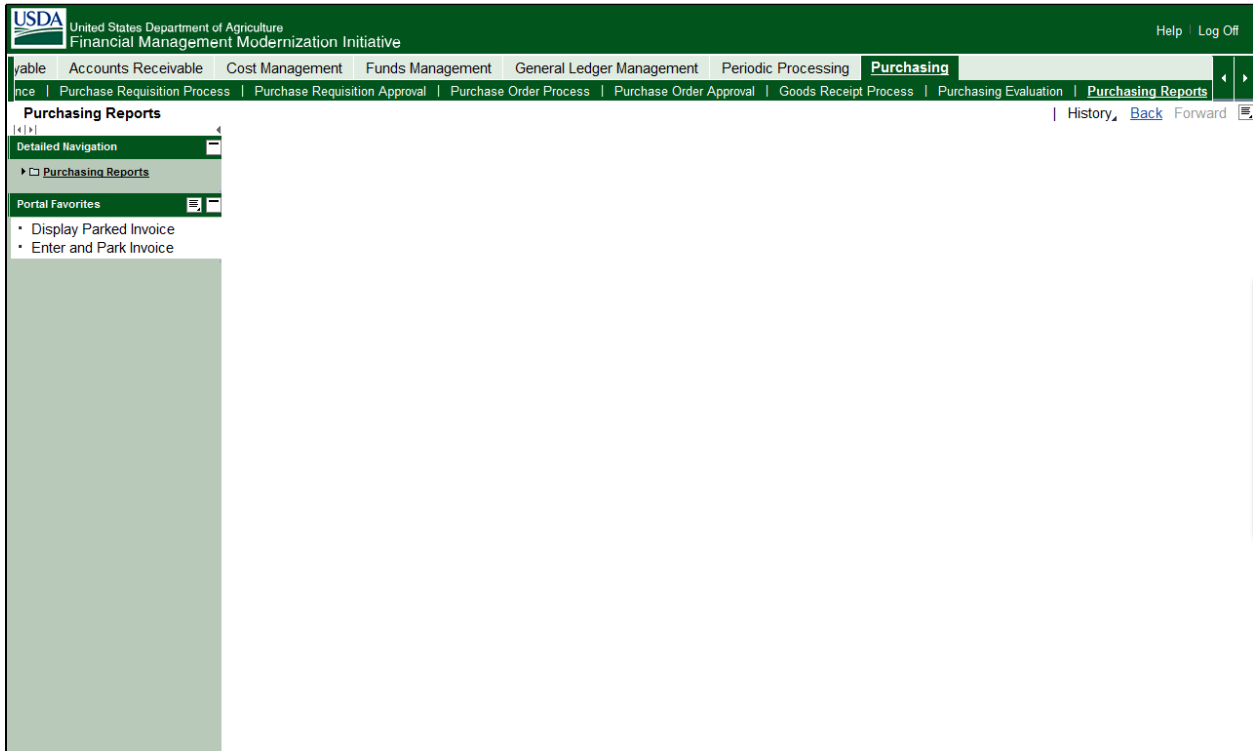 USDA
United States Department of Agriculture
Financial Management Modernization Initiative
Help | Log Off
yable Accounts Receivable Cost Management Funds Management General Ledger Management Periodic Processing Purchasing
nce | Purchase Requisition Process | Purchase Requisition Approval | Purchase Order Process | Purchase Order Approval | Goods Receipt Process | Purchasing Evaluation | Purchasing Reports
Purchasing Reports
| History Back Forward
Detailed Navigation
Purchasing Reports
Portal Favorites
• Display Parked Invoice
• Enter and Park Invoice